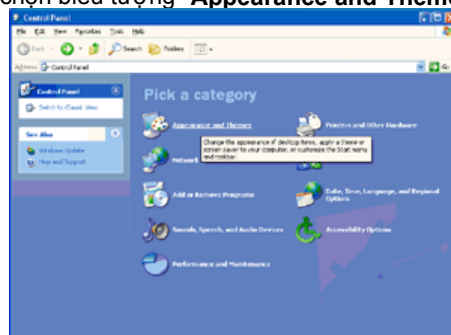 chọn biểu tượng "Appearance and Theme
Control Panel
File Edit View Favorites Tools Help
Back Search Folders
Address Control Panel Go
Control Panel
Switch to Classic View
See Also
Windows Update
Help and Support
Pick a category
Appearance and Themes
Printers and Other Hardware
Change the appearance of desktop items, apply a theme or
screen saver to your computer, or customize the Start menu
and taskbar.
Network
Add or Remove Programs
Date, Time, Language, and Regional
Options
Sounds, Speech, and Audio Devices
Accessibility Options
Performance and Maintenance